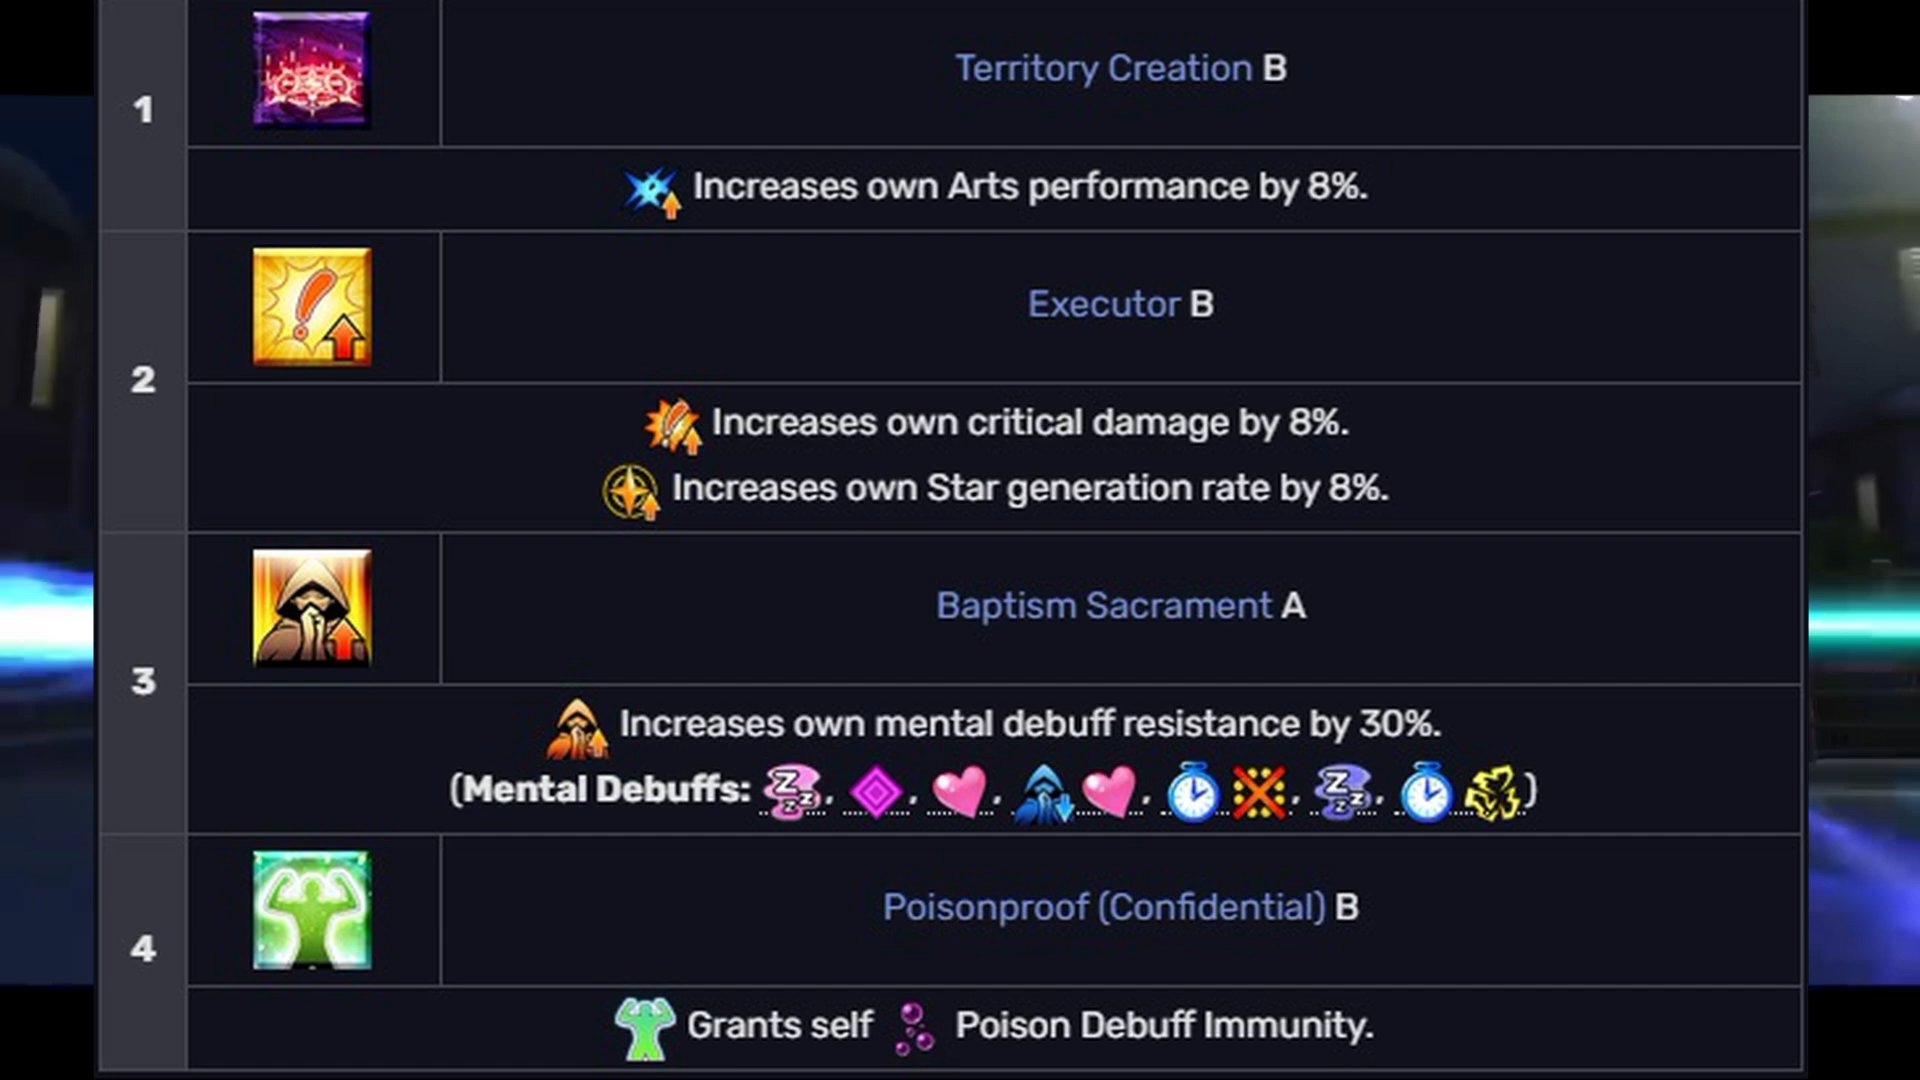 1
Territory Creation B
Increases own Arts performance by 8%.
2
Executor B
Increases own critical damage by 8%.
Increases own Star generation rate by 8%.
3
Baptism Sacrament A
Increases own mental debuff resistance by 30%.
(Mental Debuffs: , , , , , , )
4
Poisonproof (Confidential) B
Grants self Poison Debuff Immunity.